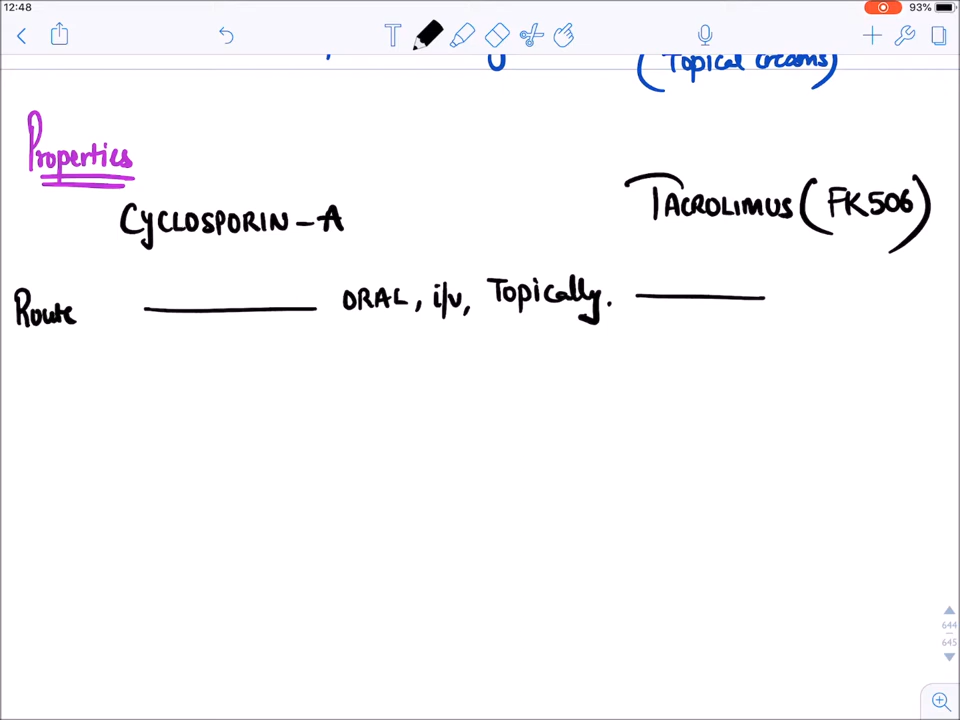 12:48
93%
T
(Topical creams)
Properties
CYCLOSPORIN - A
TACROLIMUS (FK506)
Route ORAL, i/v, Topically.
644
645